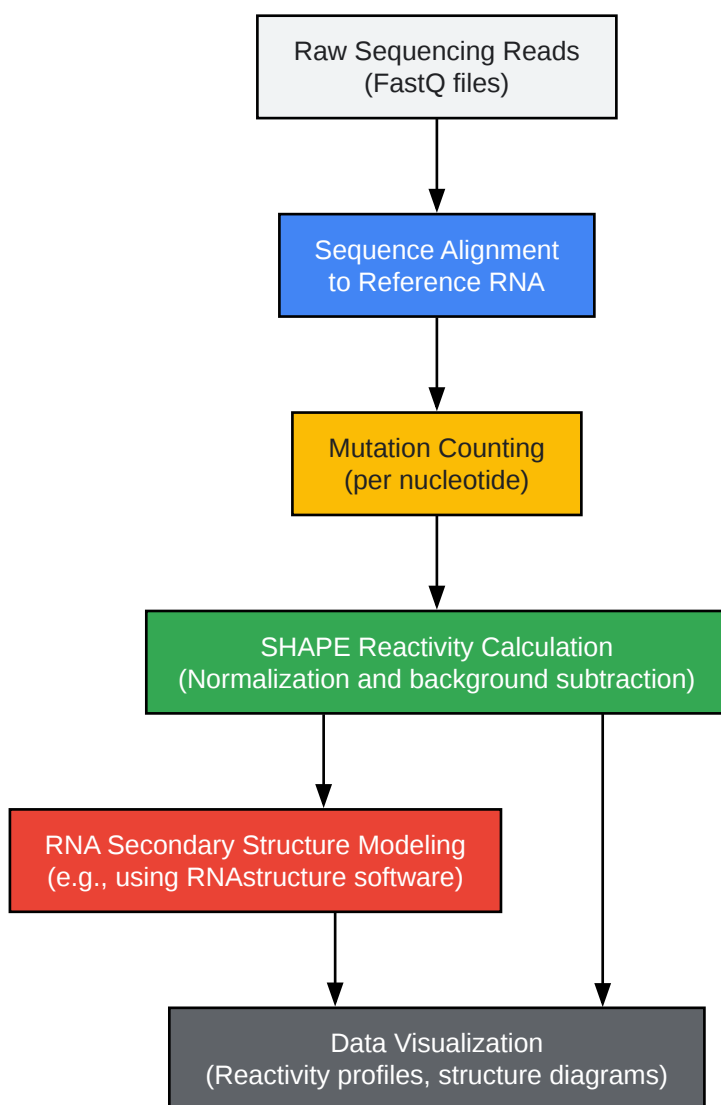 Raw Sequencing Reads
(FastQ files)
Sequence Alignment
to Reference RNA
Mutation Counting
(per nucleotide)
SHAPE Reactivity Calculation
(Normalization and background subtraction)
RNA Secondary Structure Modeling
(e.g., using RNAstructure software)
Data Visualization
(Reactivity profiles, structure diagrams)